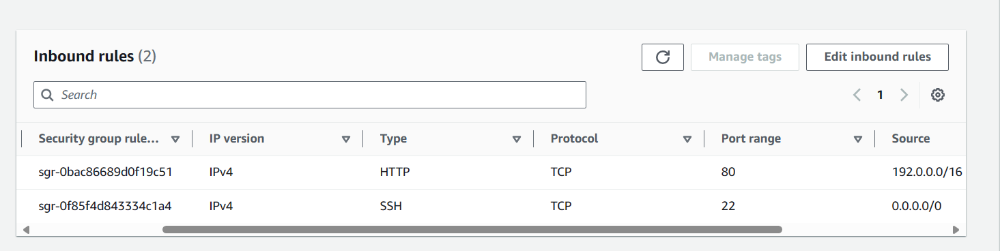 Inbound rules (2)
Manage tags
Edit inbound rules
Search
1
Security group rule... IP version Type Protocol Port range Source
sgr-0bac86689d0f19c51 IPv4 HTTP TCP 80 192.0.0.0/16
sgr-0f85f4d843334c1a4 IPv4 SSH TCP 22 0.0.0.0/0